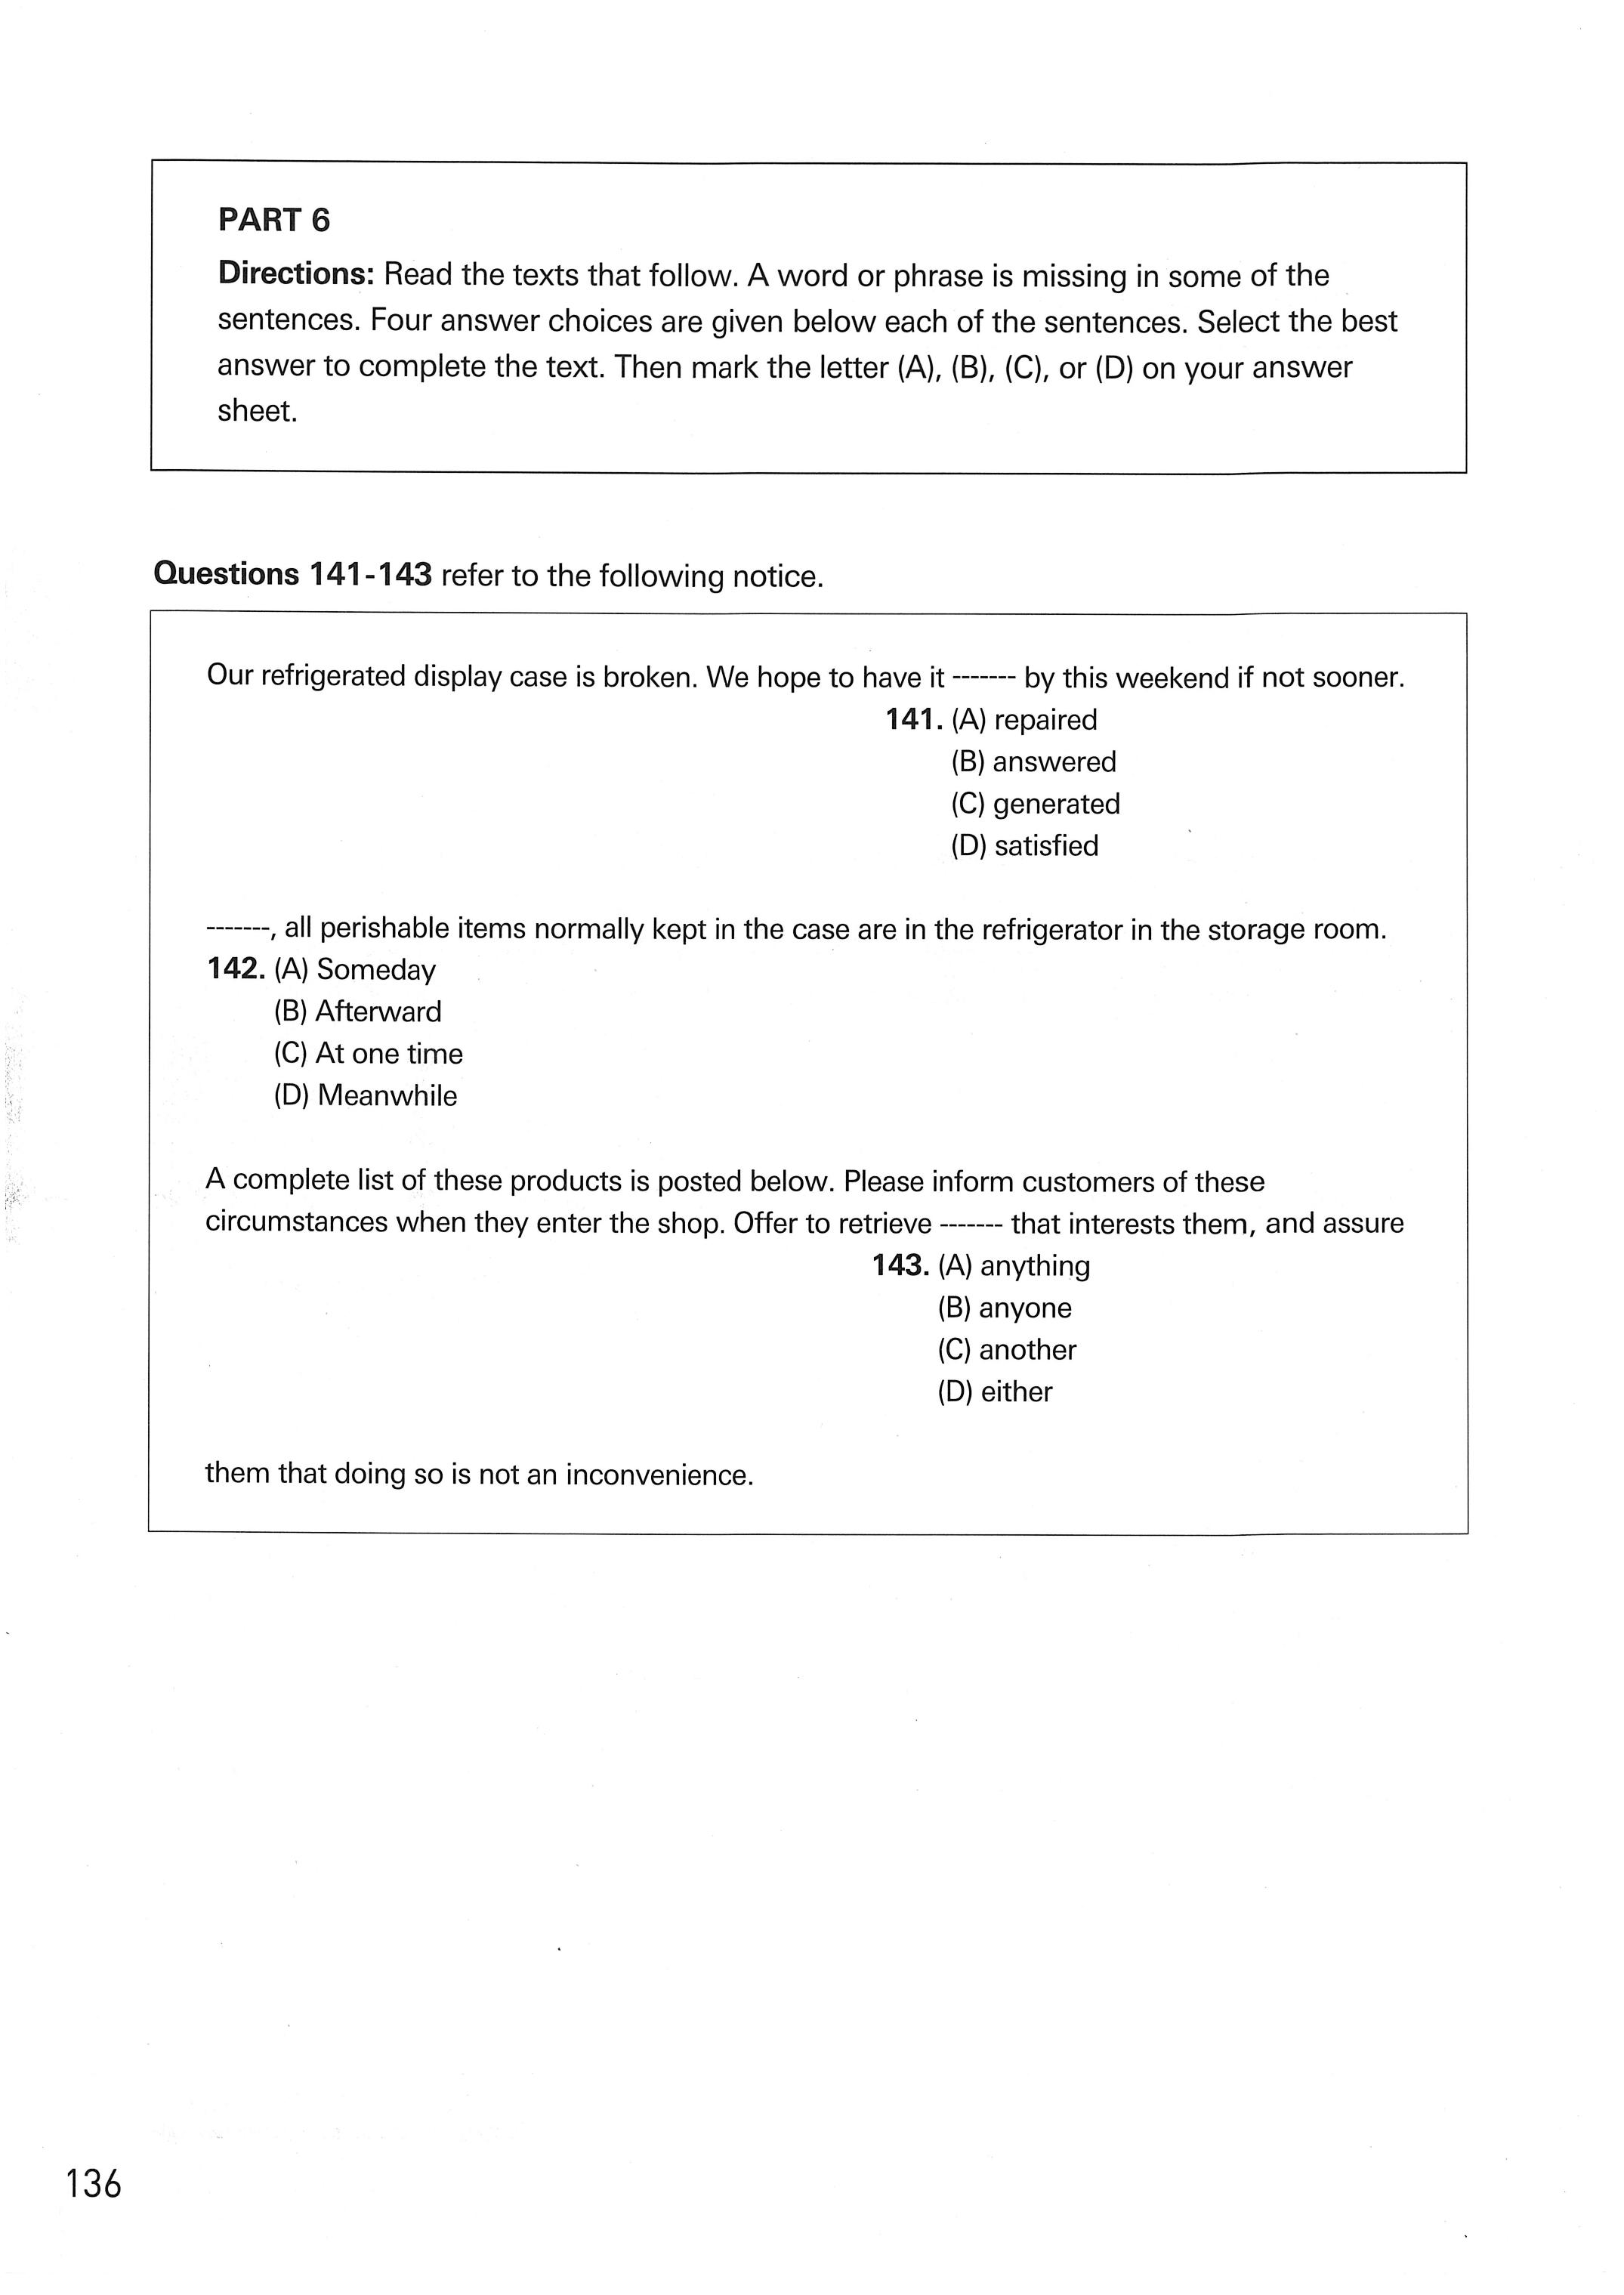 PART 6
Directions: Read the texts that follow. A word or phrase is missing in some of the
sentences. Four answer choices are given below each of the sentences. Select the best
answer to complete the text. Then mark the letter (A), (B), (C), or (D) on your answer
sheet.
Questions 141-143 refer to the following notice.
Our refrigerated display case is broken. We hope to have it ------- by this weekend if not sooner.
141. (A) repaired
(B) answered
(C) generated
(D) satisfied
-------, all perishable items normally kept in the case are in the refrigerator in the storage room.
142. (A) Someday
(B) Afterward
(C) At one time
(D) Meanwhile
A complete list of these products is posted below. Please inform customers of these
circumstances when they enter the shop. Offer to retrieve ------- that interests them, and assure
143. (A) anything
(B) anyone
(C) another
(D) either
them that doing so is not an inconvenience.
136